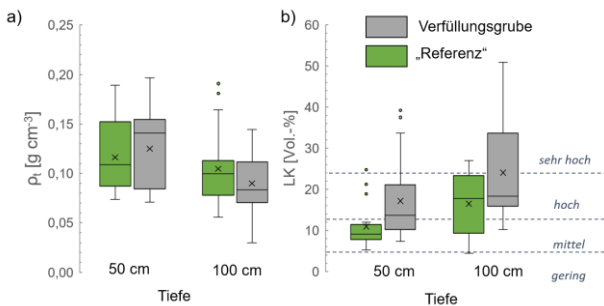 a)
ρt [g cm-3]
0,25
0,20
0,15
0,10
0,05
0,00
50 cm
100 cm
Tiefe
b)
Verfüllungsgrube
„Referenz“
LK [Vol.-%]
60
50
40
30
20
10
0
sehr hoch
hoch
mittel
gering
50 cm
100 cm
Tiefe